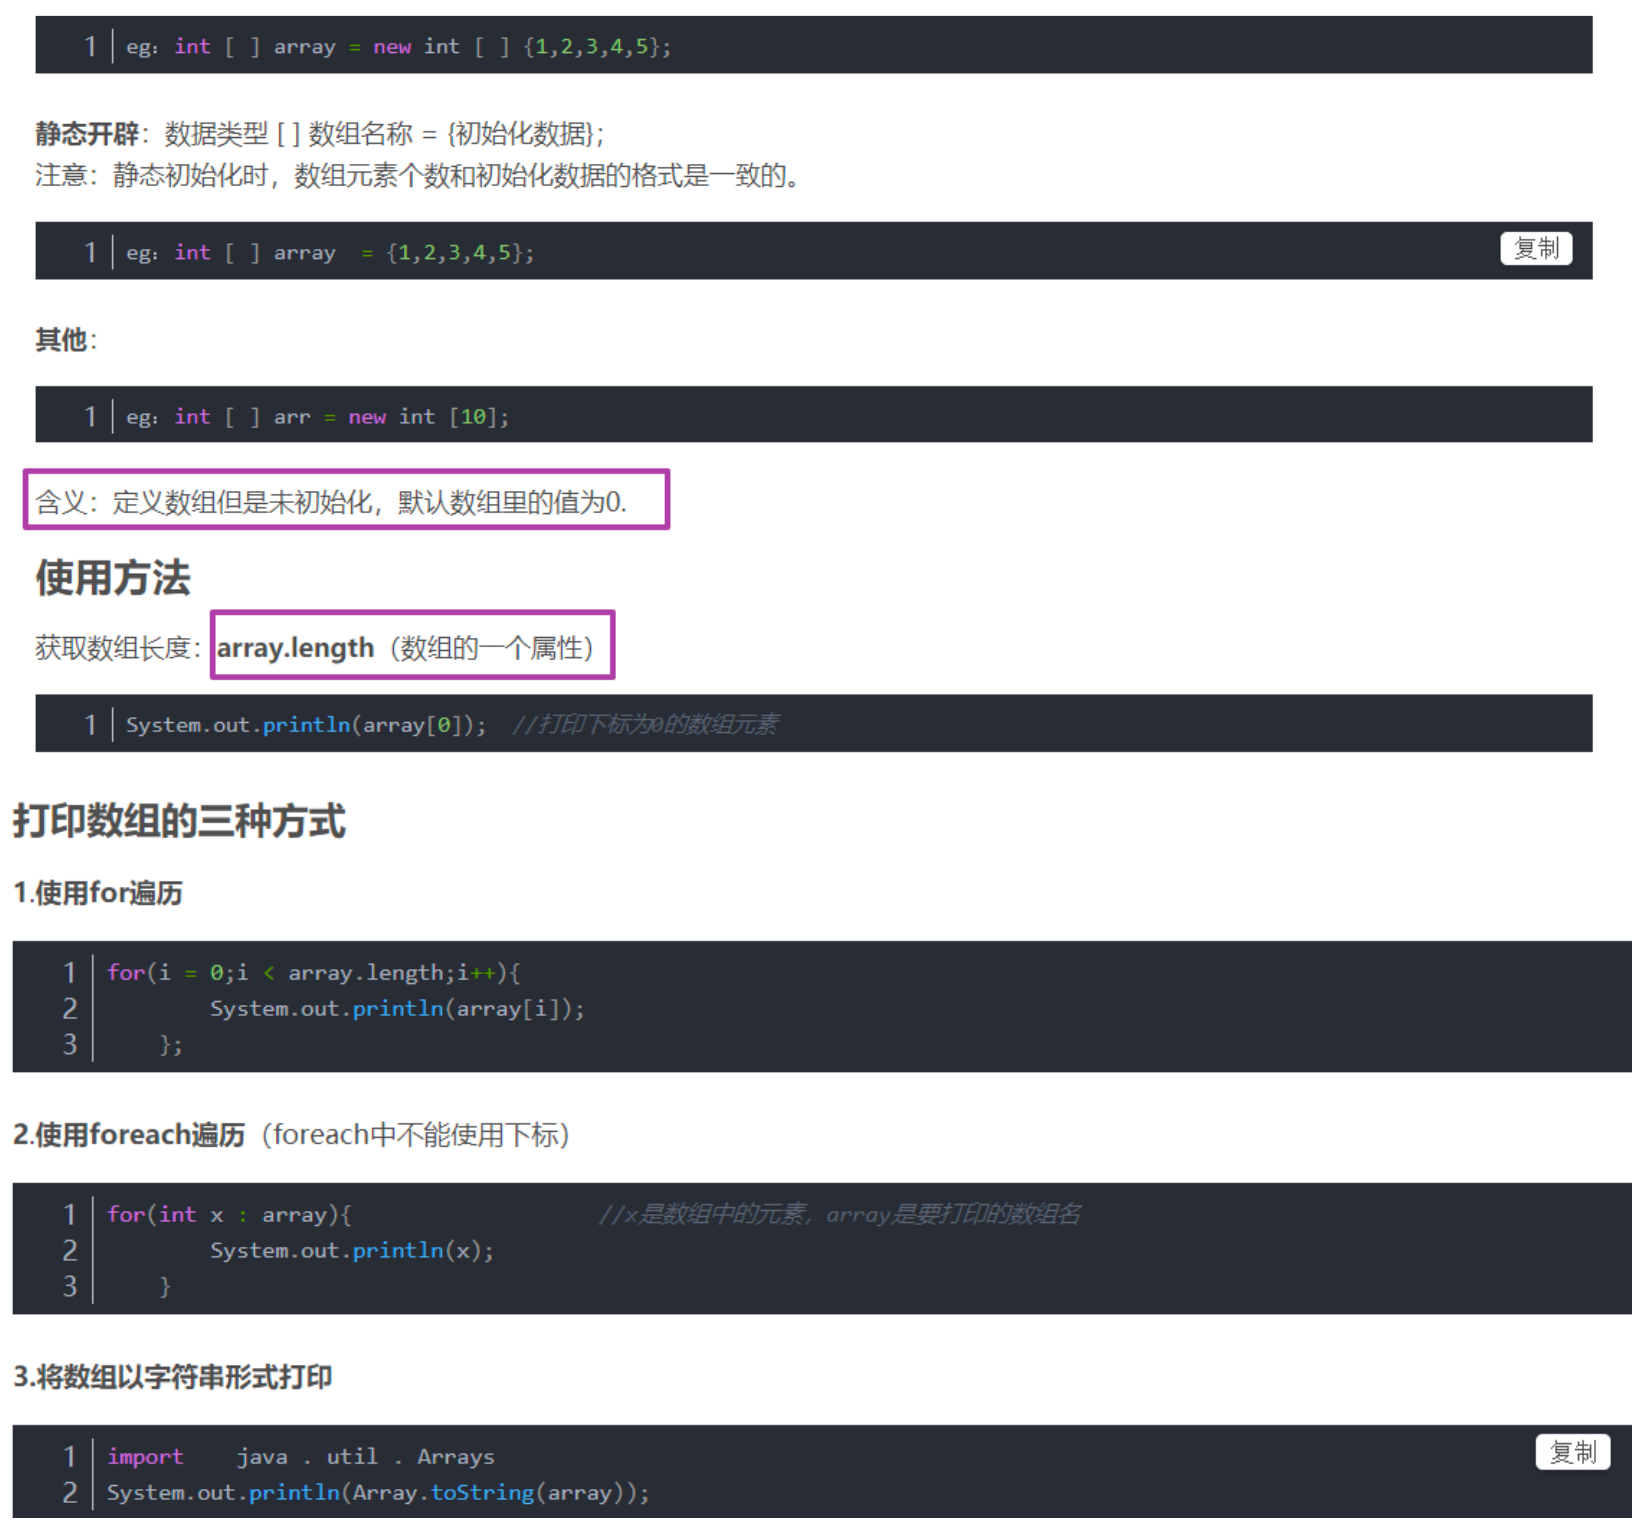 1 eg：int [ ] array = new int [ ] {1,2,3,4,5};
静态开辟：数据类型 [ ] 数组名称 = {初始化数据};
注意：静态初始化时，数组元素个数和初始化数据的格式是一致的。
1 eg：int [ ] array  = {1,2,3,4,5}; 复制
其他：
1 eg：int [ ] arr = new int [10];
含义：定义数组但是未初始化，默认数组里的值为0.
使用方法
获取数组长度：array.length（数组的一个属性）
1 System.out.println(array[0]);  //打印下标为0的数组元素
打印数组的三种方式
1.使用for遍历
1 for(i = 0;i < array.length;i++){
2         System.out.println(array[i]);
3     };
2.使用foreach遍历（foreach中不能使用下标）
1 for(int x : array){                   //x是数组中的元素，array是要打印的数组名
2         System.out.println(x);
3     }
3.将数组以字符串形式打印
1 import    java . util . Arrays 复制
2 System.out.println(Array.toString(array));